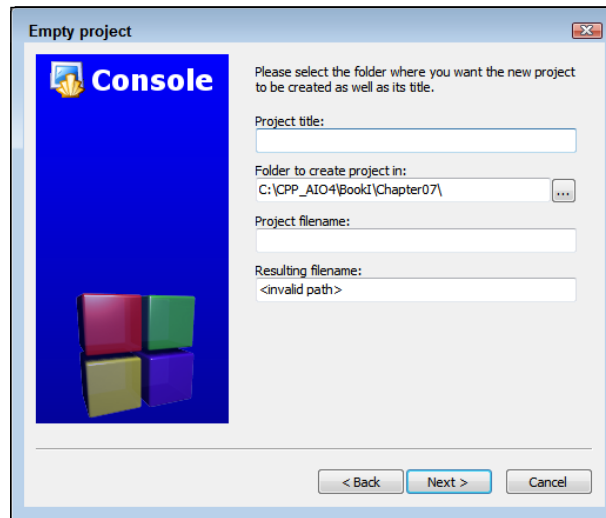 Empty project
Console
Please select the folder where you want the new project
to be created as well as its title.
Project title:
Folder to create project in:
C:\CPP_AIO4\BookI\Chapter07\
...
Project filename:
Resulting filename:
<invalid path>
< Back
Next >
Cancel